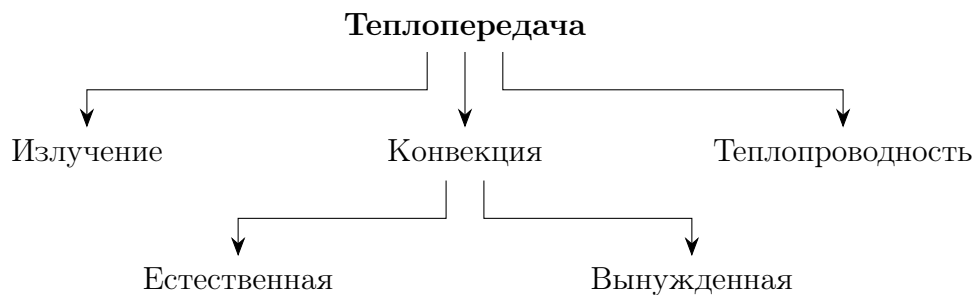 Теплопередача
Излучение Конвекция Теплопроводность
Естественная Вынужденная